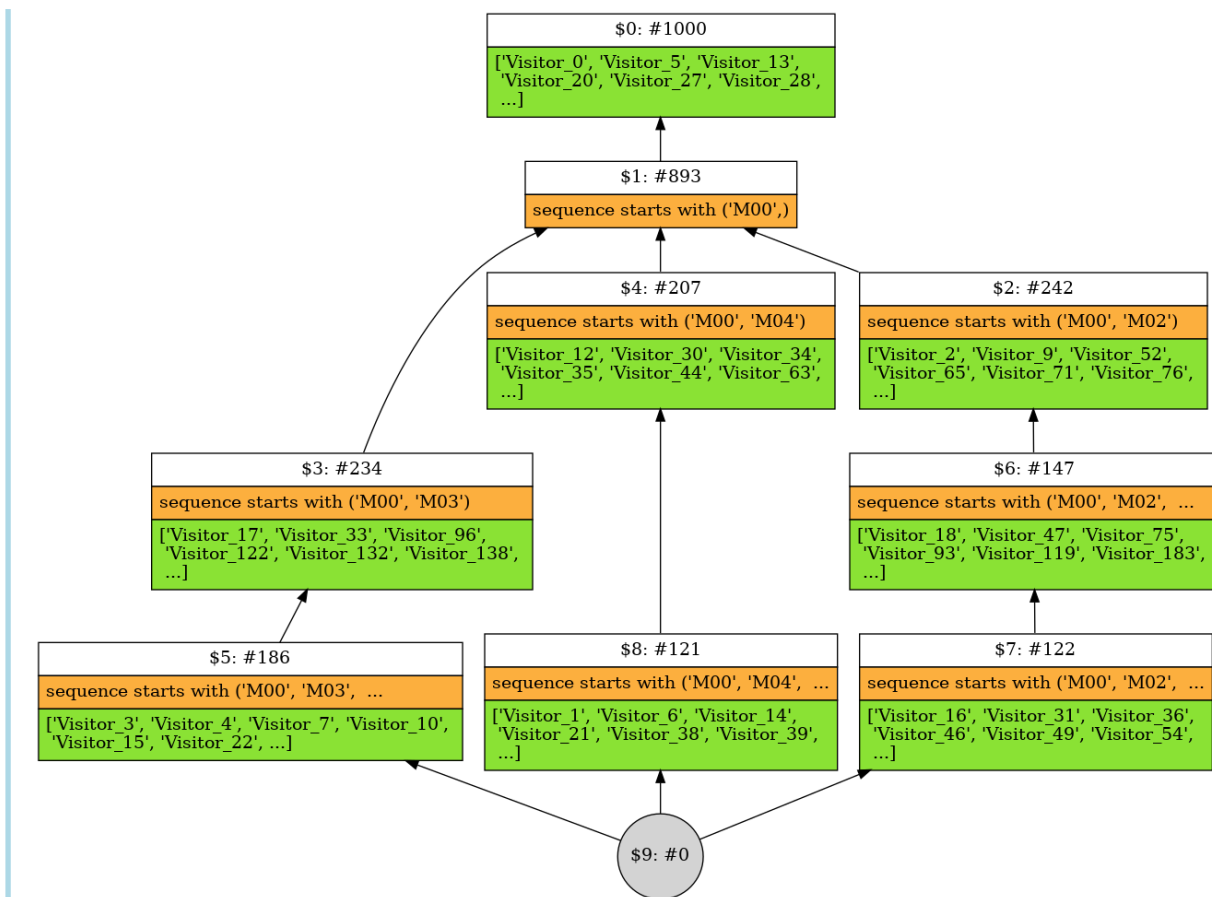 $0: #1000
['Visitor_0', 'Visitor_5', 'Visitor_13',
'Visitor_20', 'Visitor_27', 'Visitor_28',
...]
$1: #893
sequence starts with ('M00',)
$4: #207
sequence starts with ('M00', 'M04')
['Visitor_12', 'Visitor_30', 'Visitor_34',
'Visitor_35', 'Visitor_44', 'Visitor_63',
...]
$2: #242
sequence starts with ('M00', 'M02')
['Visitor_2', 'Visitor_9', 'Visitor_52',
'Visitor_65', 'Visitor_71', 'Visitor_76',
...]
$3: #234
sequence starts with ('M00', 'M03')
['Visitor_17', 'Visitor_33', 'Visitor_96',
'Visitor_122', 'Visitor_132', 'Visitor_138',
...]
$6: #147
sequence starts with ('M00', 'M02', ...
['Visitor_18', 'Visitor_47', 'Visitor_75',
'Visitor_93', 'Visitor_119', 'Visitor_183',
...]
$5: #186
sequence starts with ('M00', 'M03', ...
['Visitor_3', 'Visitor_4', 'Visitor_7', 'Visitor_10',
'Visitor_15', 'Visitor_22', ...]
$8: #121
sequence starts with ('M00', 'M04', ...
['Visitor_1', 'Visitor_6', 'Visitor_14',
'Visitor_21', 'Visitor_38', 'Visitor_39',
...]
$7: #122
sequence starts with ('M00', 'M02', ...
['Visitor_16', 'Visitor_31', 'Visitor_36',
'Visitor_46', 'Visitor_49', 'Visitor_54',
...]
$9: #0